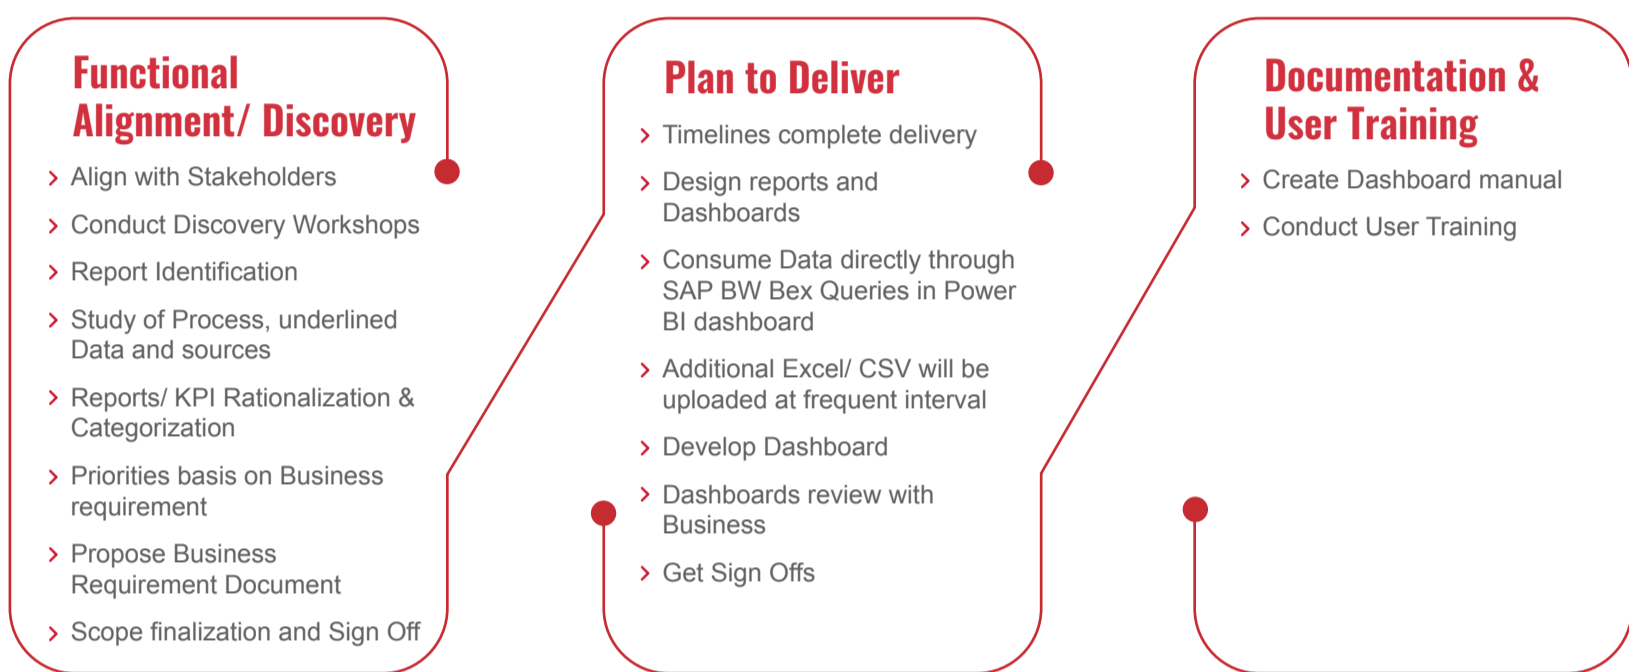 Functional
Alignment/ Discovery
Align with Stakeholders
Conduct Discovery Workshops
Report Identification
Study of Process, underlined
Data and sources
Reports/ KPI Rationalization &
Categorization
Priorities basis on Business
requirement
Propose Business
Requirement Document
Scope finalization and Sign Off
Plan to Deliver
Timelines complete delivery
Design reports and
Dashboards
Consume Data directly through
SAP BW Bex Queries in Power
BI dashboard
Additional Excel/ CSV will be
uploaded at frequent interval
Develop Dashboard
Dashboards review with
Business
Get Sign Offs
Documentation &
User Training
Create Dashboard manual
Conduct User Training